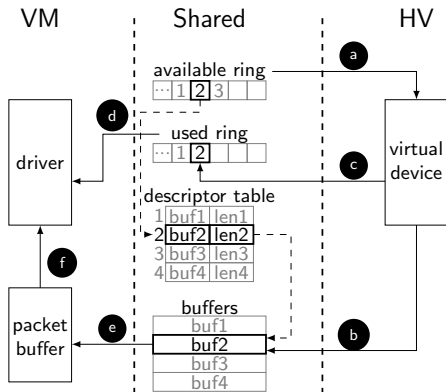 VM Shared HV
a
available ring
... 1 2 3
d
used ring
... 1 2
driver
virtual
device
c
descriptor table
1 buf1 len1
2 buf2 len2
3 buf3 len3
4 buf4 len4
f
buffers
buf1
packet
buffer
e
buf2
b
buf3
buf4